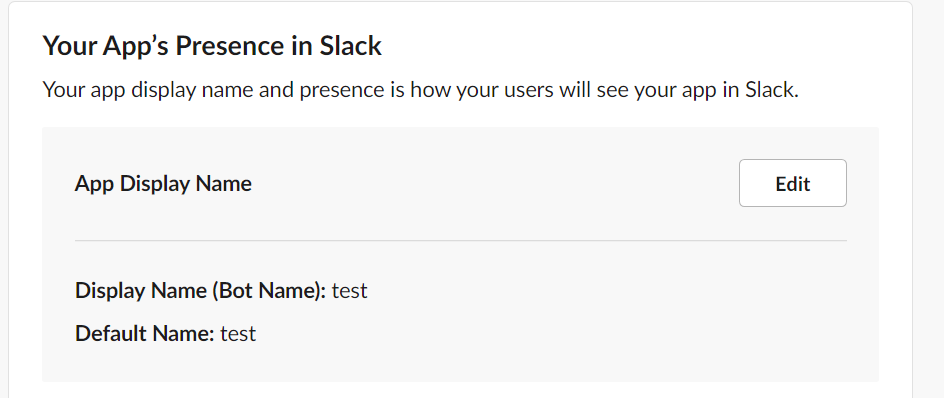 Your App’s Presence in Slack
Your app display name and presence is how your users will see your app in Slack.
App Display Name
Edit
Display Name (Bot Name): test
Default Name: test